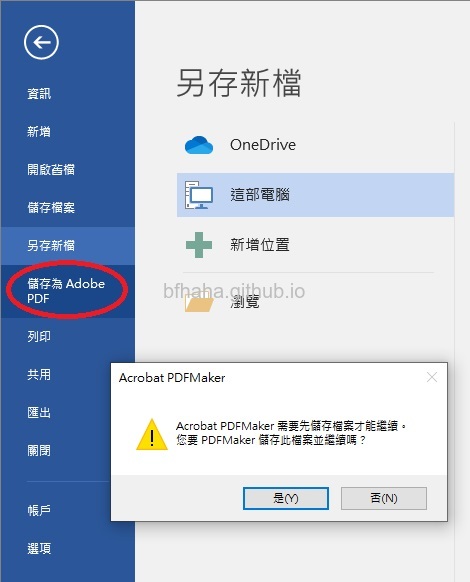 另存新檔
資訊
新增
開啟舊檔
儲存檔案
另存新檔
儲存為 Adobe
PDF
列印
共用
匯出
關閉
帳戶
選項
OneDrive
這部電腦
新增位置
瀏覽
bfhaha.github.io
Acrobat PDFMaker
Acrobat PDFMaker 需要先儲存檔案才能繼續。
您要 PDFMaker 儲存此檔案並繼續嗎？
是(Y)
否(N)